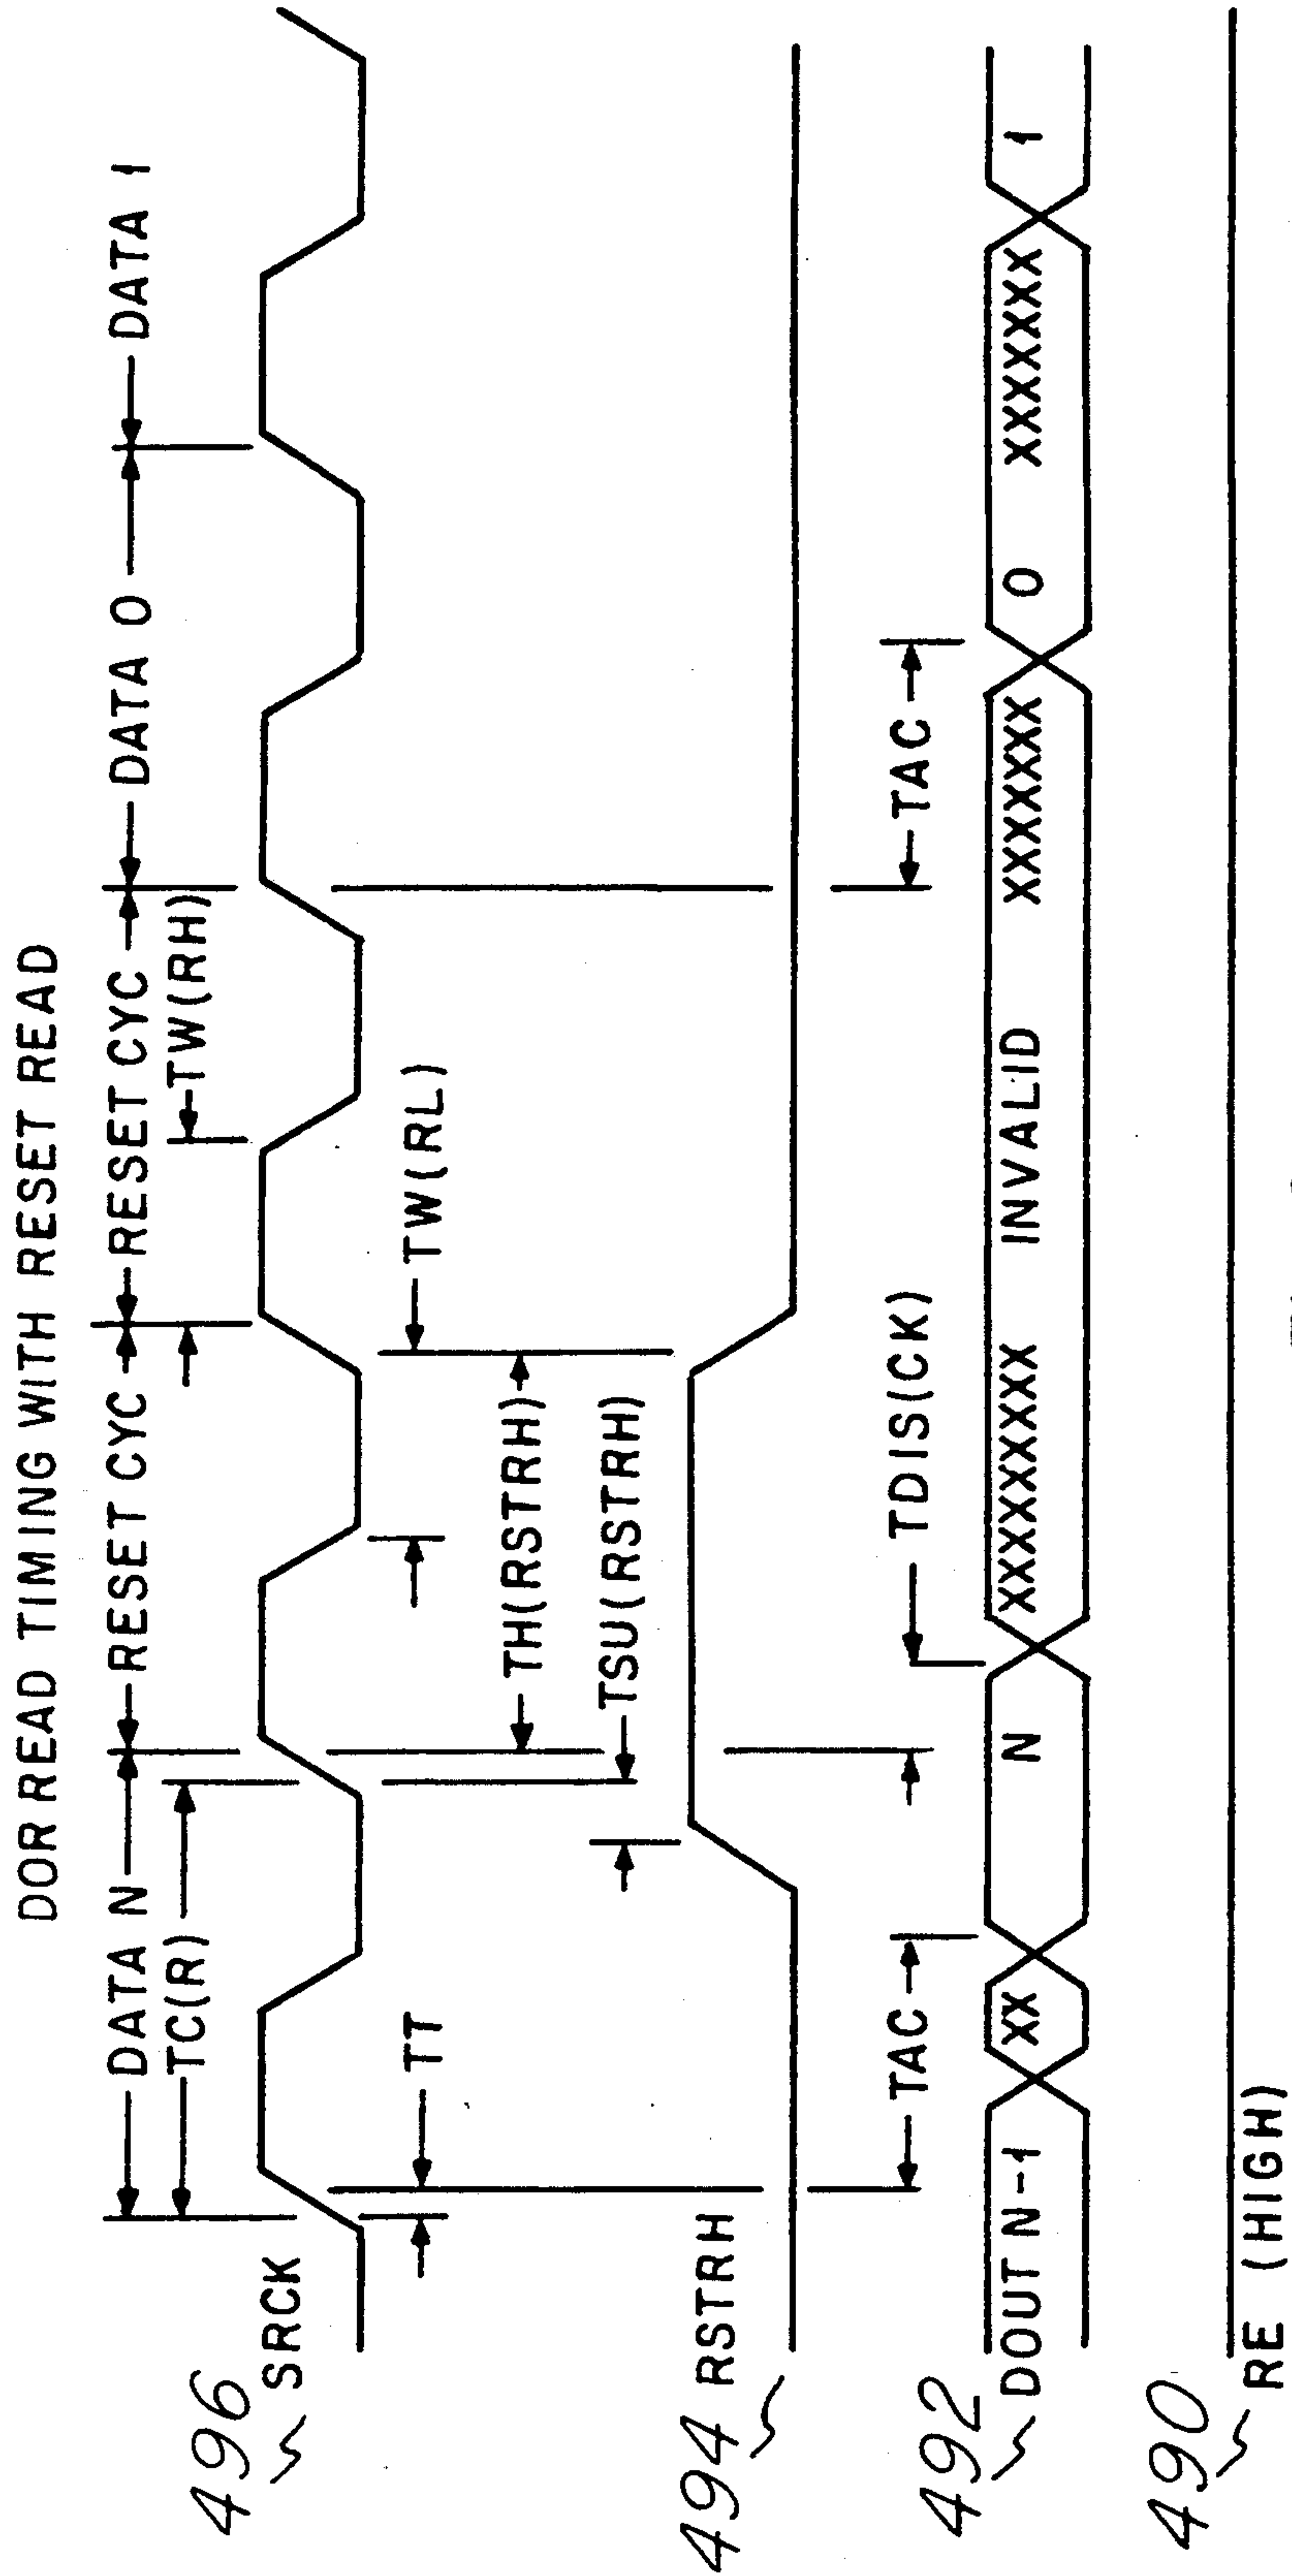 DOR READ TIMING WITH RESET READ
DATA N RESET CYC RESET CYC DATA 0 DATA 1
TC(R) TW(RH)
496 SRCK
TT TW(RL)
TH(RSTRH)
TSU(RSTRH)
494 RSTRH
TAC TDIS(CK) TAC
492 DOUT N-1 XX N XXXXXXXXX INVALID XXXXXXX 0 XXXXXXX 1
490 RE (HIGH)